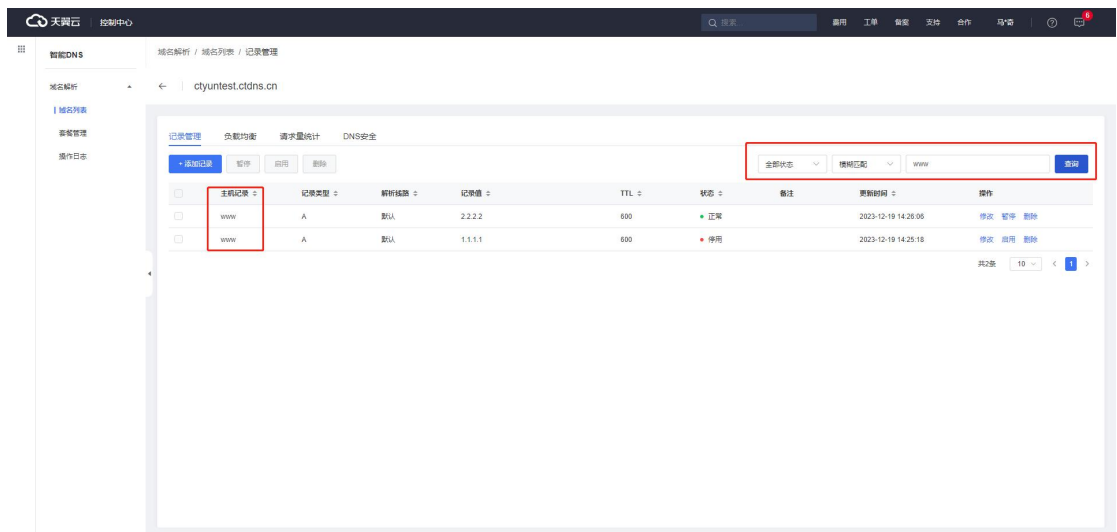 天翼云 控制中心 搜索... 费用 工单 备案 支持 合作 马*奇 6
智能DNS
域名解析 / 域名列表 / 记录管理
域名解析
ctyuntest.ctdns.cn
域名列表
套餐管理
操作日志
记录管理 负载均衡 请求量统计 DNS安全
+ 添加记录 暂停 启用 删除 全部状态 模糊匹配 www 查询
主机记录 记录类型 解析线路 记录值 TTL 状态 备注 更新时间 操作
www A 默认 2.2.2.2 600 正常 2023-12-19 14:26:06 修改 暂停 删除
www A 默认 1.1.1.1 600 停用 2023-12-19 14:25:18 修改 启用 删除
共2条 10 1